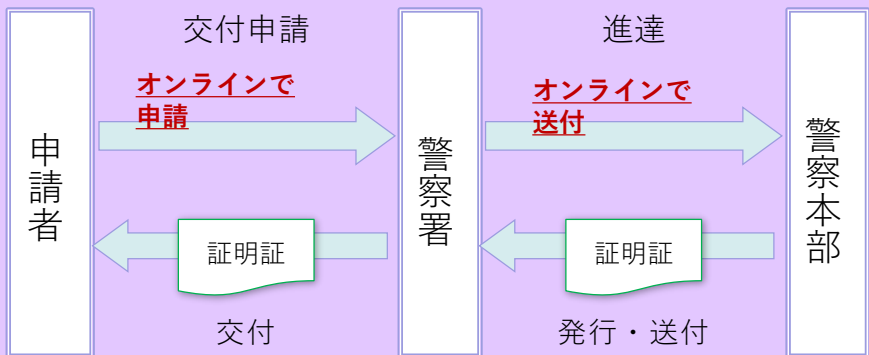 交付申請
進達
オンラインで
申請
オンラインで
送付
申請者
警察署
警察本部
証明証
証明証
交付
発行・送付